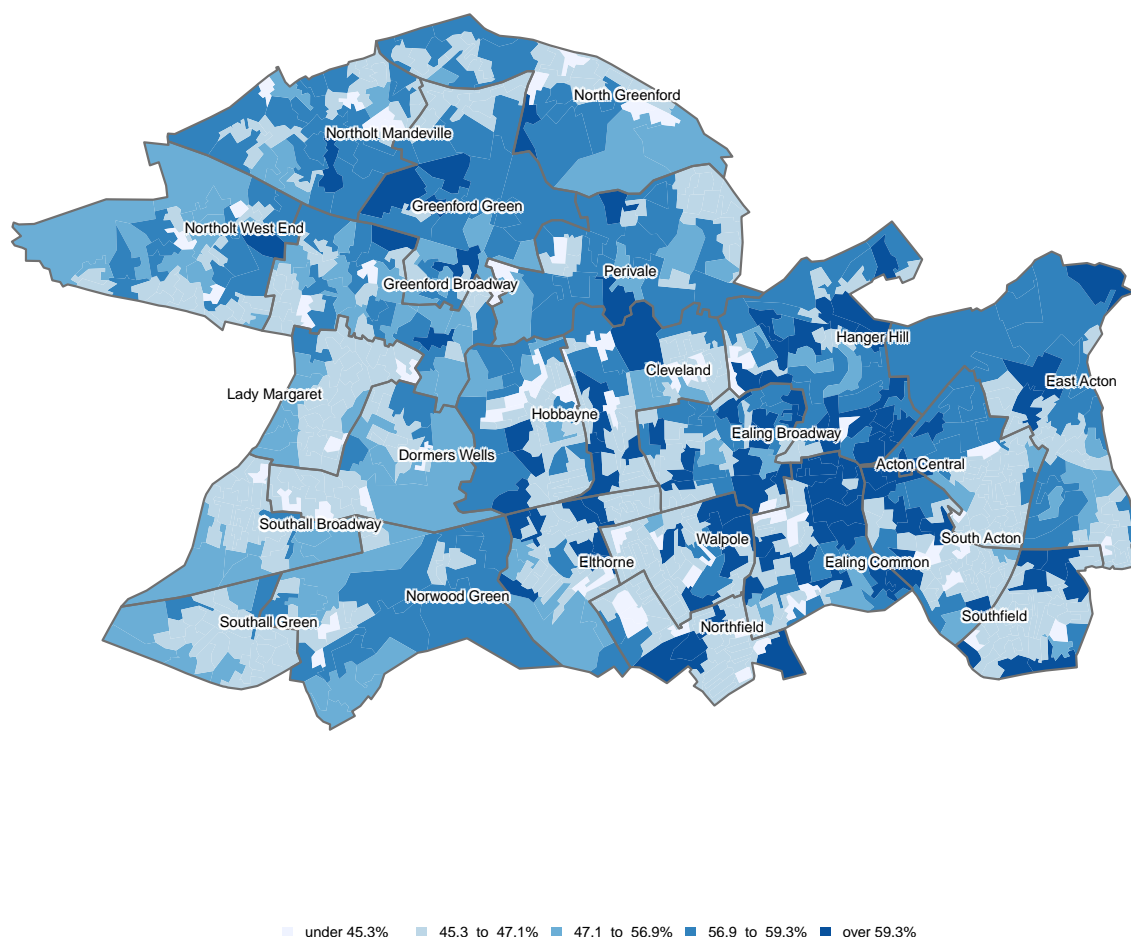 North Greenford
Northolt Mandeville
Greenford Green
Northolt West End
Perivale
Greenford Broadway
Hanger Hill
Cleveland
East Acton
Lady Margaret
Hobbayne
Ealing Broadway
Dormers Wells
Acton Central
Southall Broadway
Walpole
South Acton
Elthorne
Ealing Common
Norwood Green
Southall Green
Northfield
Southfield
under 45.3% 45.3 to 47.1% 47.1 to 56.9% 56.9 to 59.3% over 59.3%